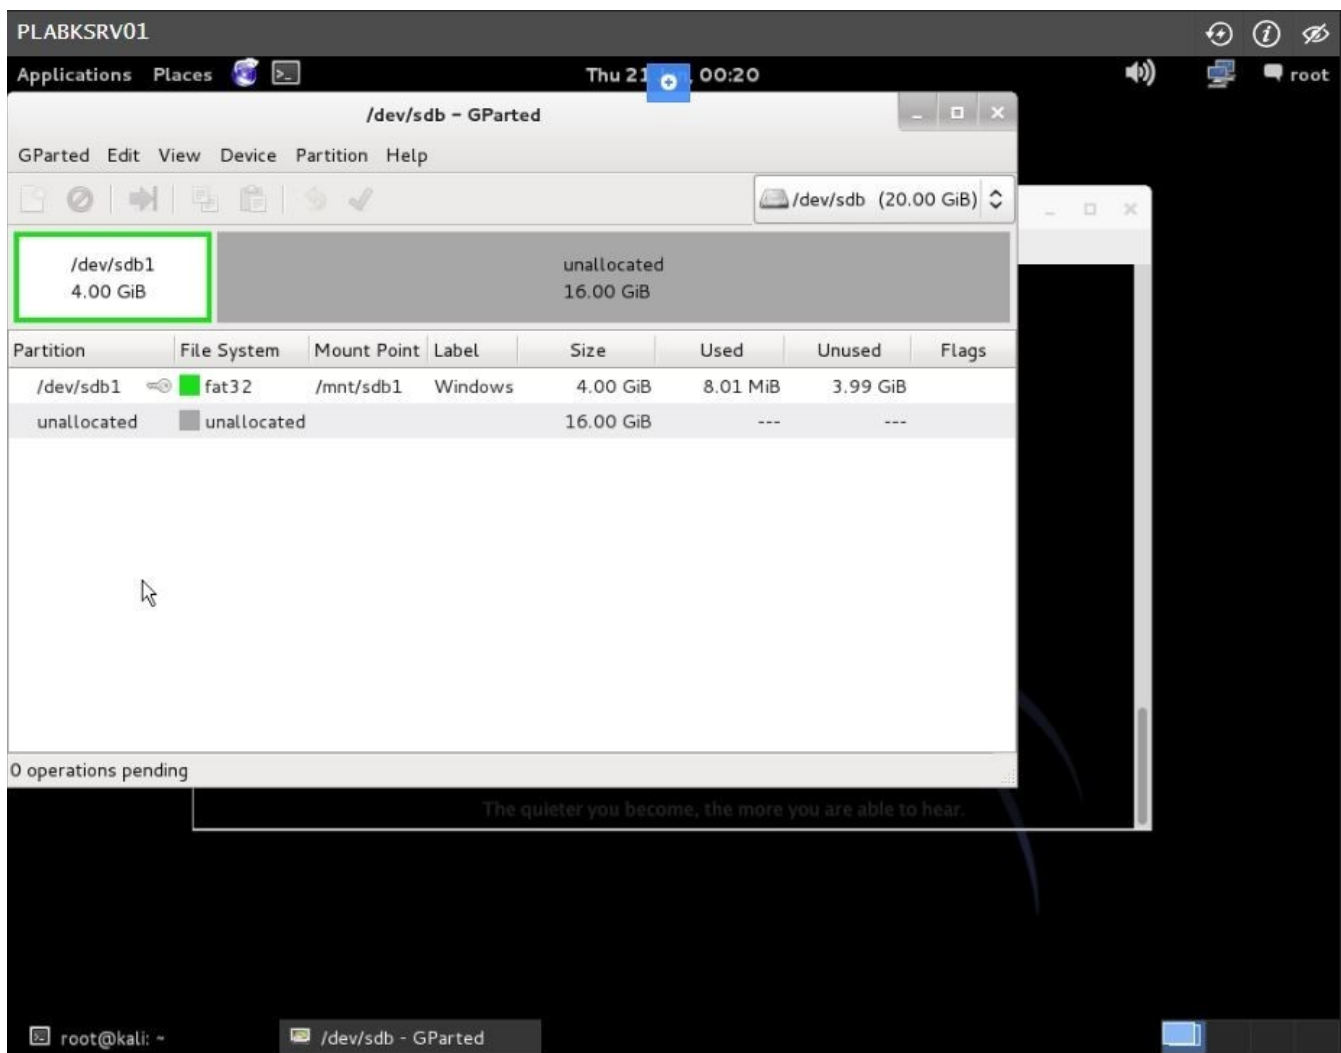 PLABKSRV01
Applications Places Thu 21 , 00:20 root
/dev/sdb – GParted
GParted Edit View Device Partition Help
/dev/sdb (20.00 GiB)
/dev/sdb1 unallocated
4.00 GiB 16.00 GiB
Partition File System Mount Point Label Size Used Unused Flags
/dev/sdb1 fat32 /mnt/sdb1 Windows 4.00 GiB 8.01 MiB 3.99 GiB
unallocated unallocated 16.00 GiB --- ---
0 operations pending
The quieter you become, the more you are able to hear.
root@kali: ~ /dev/sdb - GParted